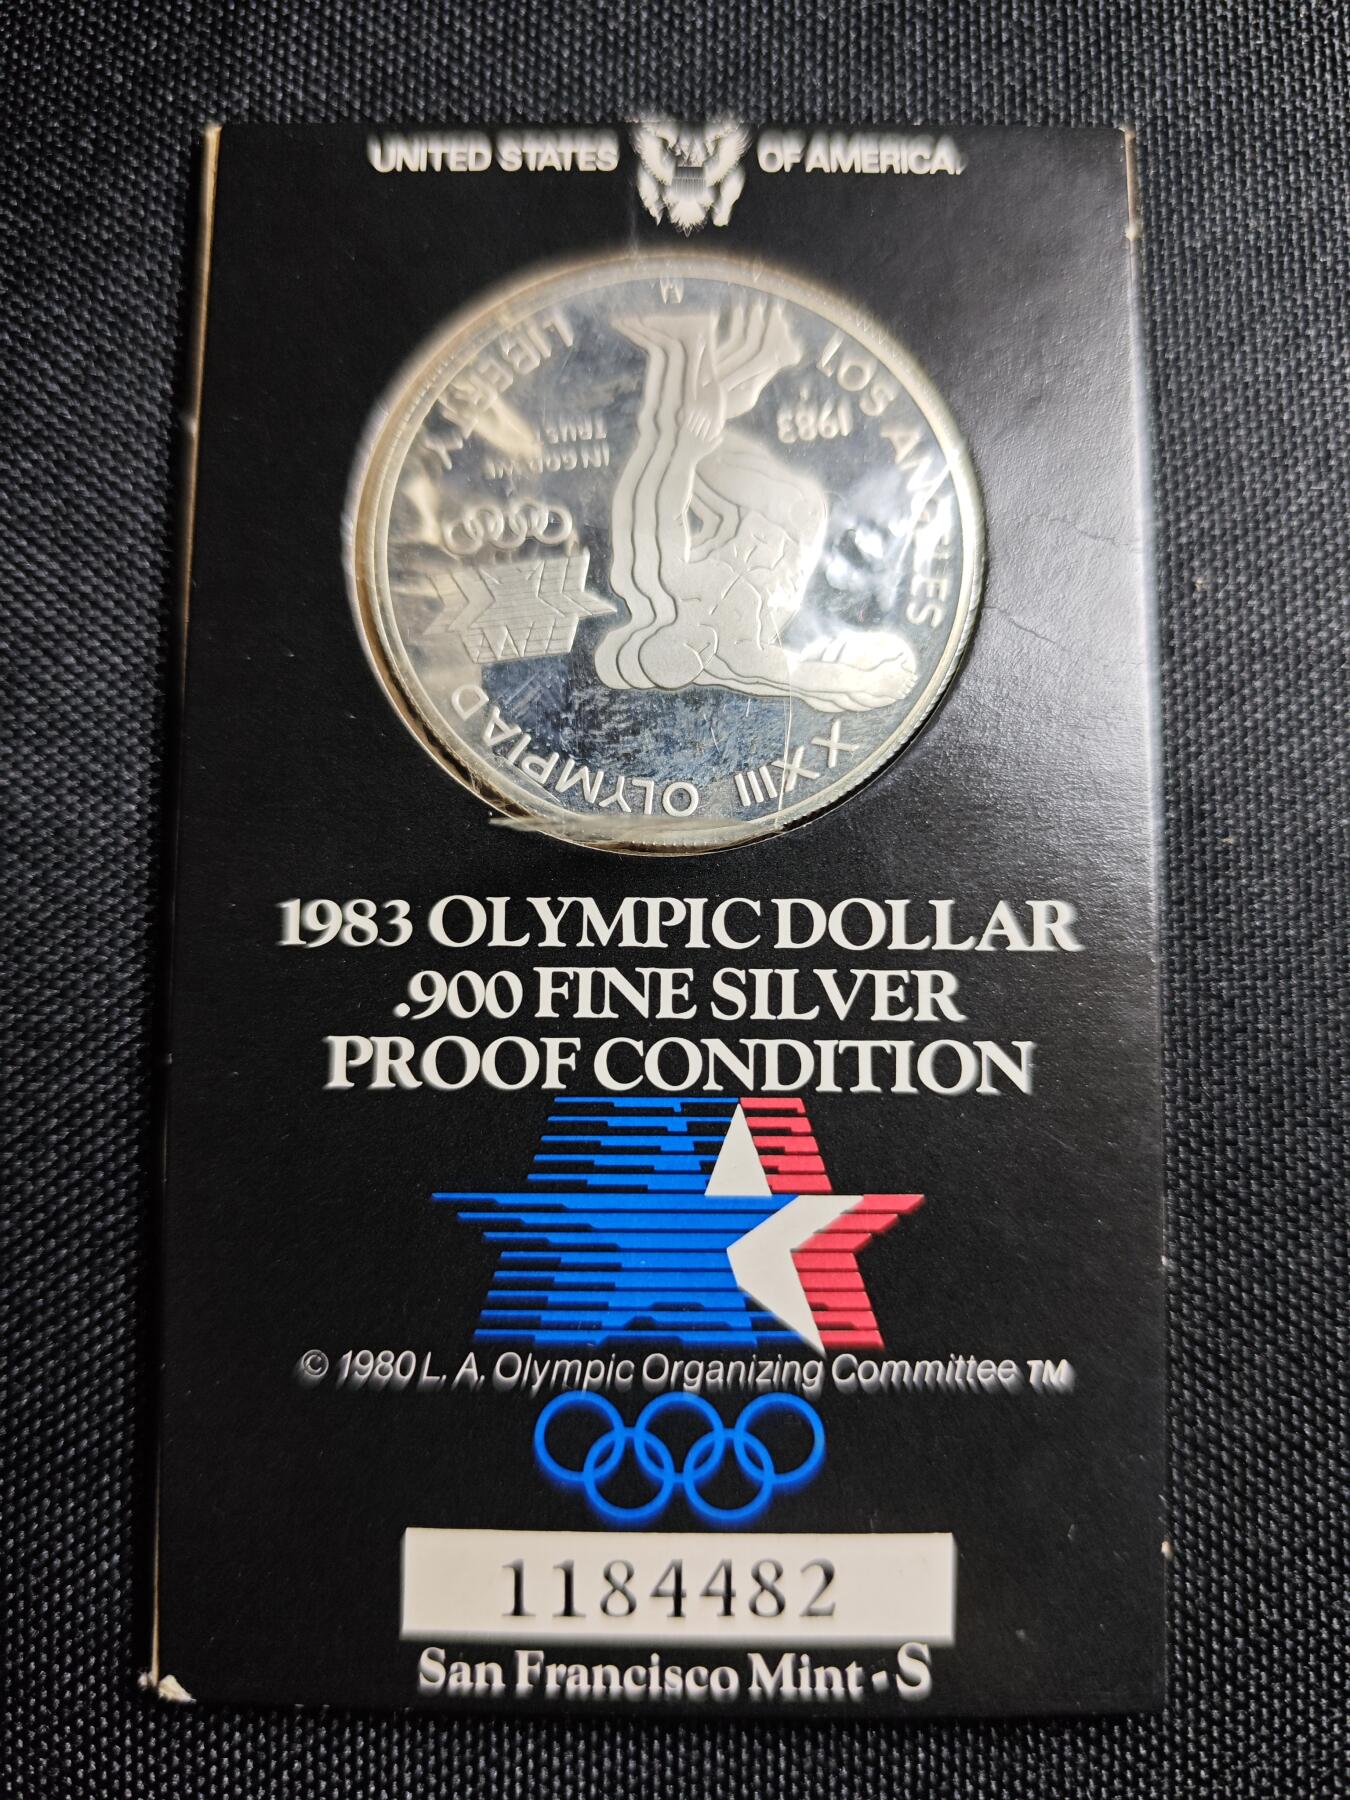 UNITED STATES OF AMERICA
LIBERTY
LOS ANGELES
1983
S
IN GOD WE
TRUST
XXIII OLYMPIAD
1983 OLYMPIC DOLLAR
.900 FINE SILVER
PROOF CONDITION
© 1980 L. A. Olympic Organizing Committee TM
1184482
San Francisco Mint - S